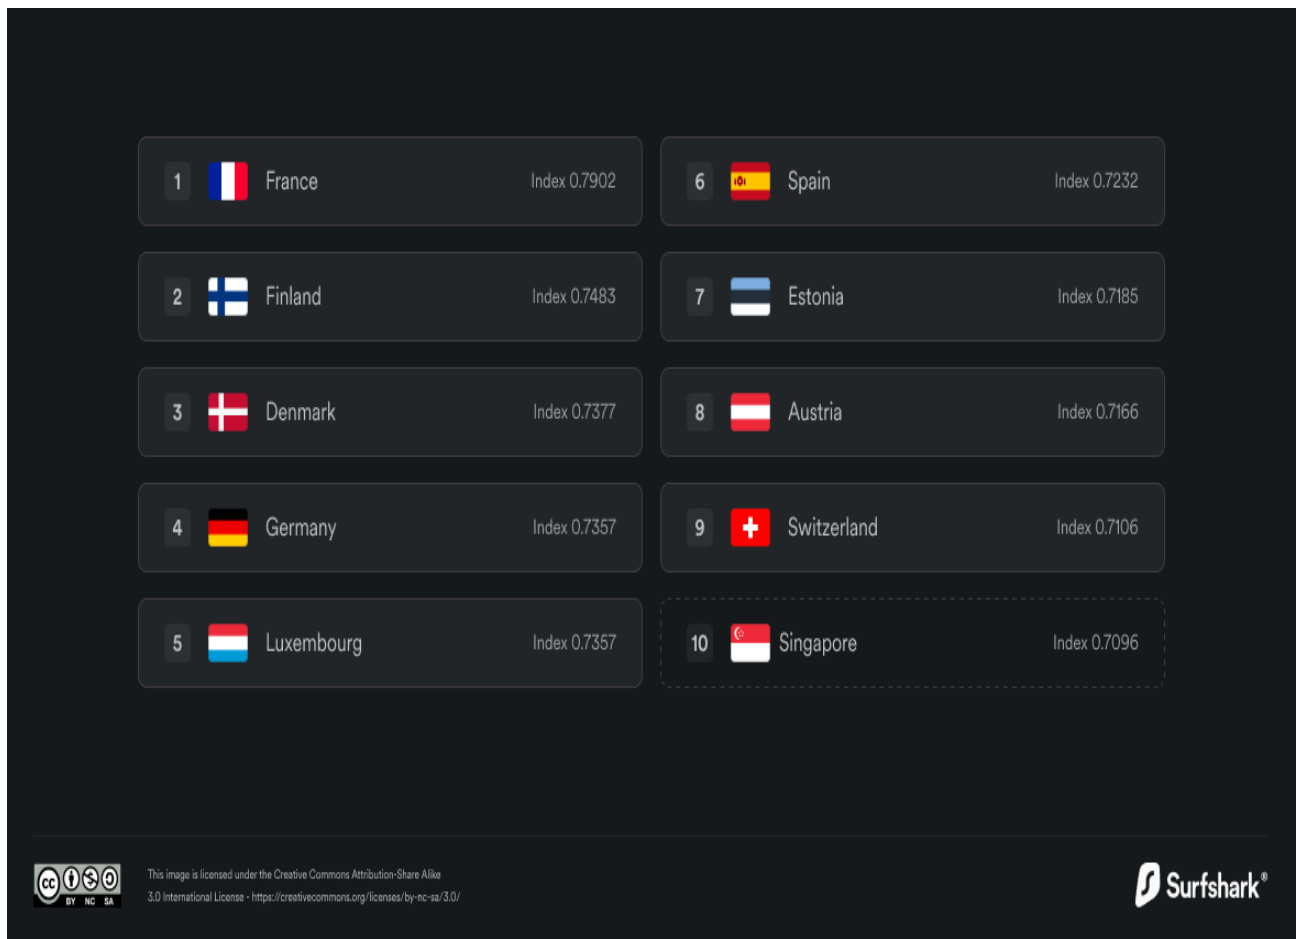 1 France Index 0.7902
2 Finland Index 0.7483
3 Denmark Index 0.7377
4 Germany Index 0.7357
5 Luxembourg Index 0.7357
6 Spain Index 0.7232
7 Estonia Index 0.7185
8 Austria Index 0.7166
9 Switzerland Index 0.7106
10 Singapore Index 0.7096
cc BY NC SA
This image is licensed under the Creative Commons Attribution-Share Alike
3.0 International License - https://creativecommons.org/licenses/by-nc-sa/3.0/
Surfshark®